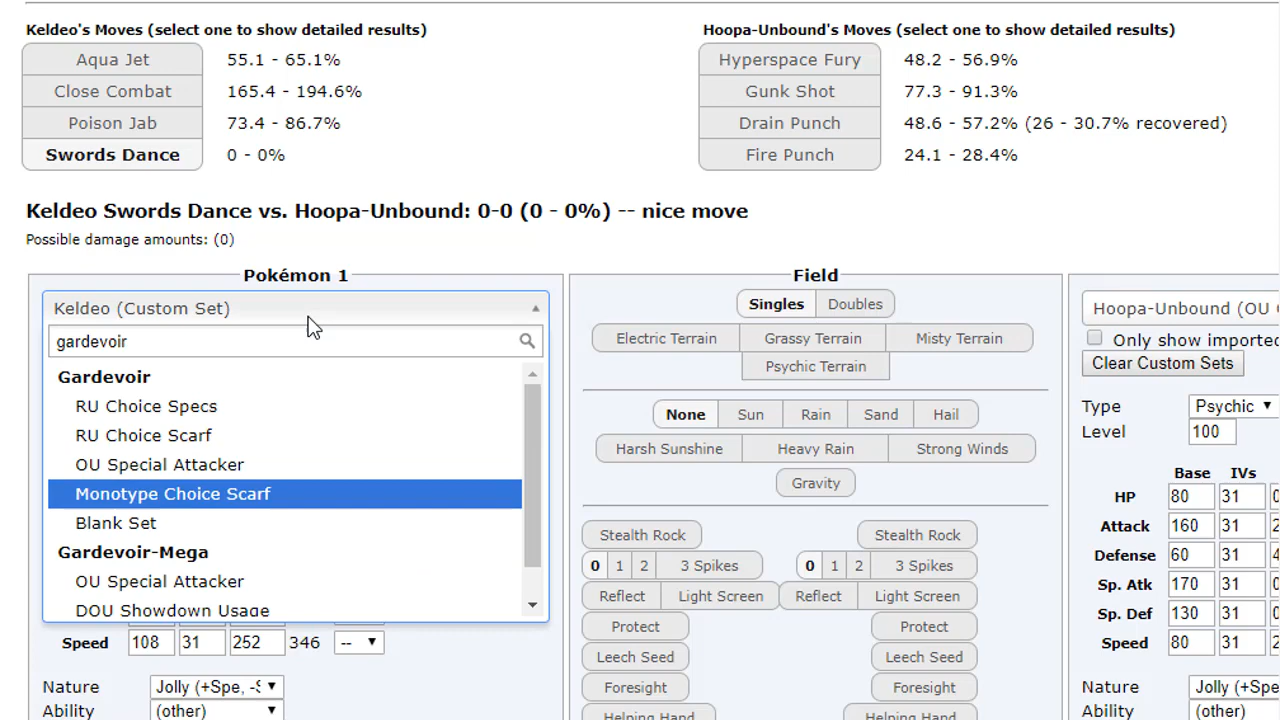 Keldeo's Moves (select one to show detailed results)
Aqua Jet 55.1 - 65.1%
Close Combat 165.4 - 194.6%
Poison Jab 73.4 - 86.7%
Swords Dance 0 - 0%
Hoopa-Unbound's Moves (select one to show detailed results)
Hyperspace Fury 48.2 - 56.9%
Gunk Shot 77.3 - 91.3%
Drain Punch 48.6 - 57.2% (26 - 30.7% recovered)
Fire Punch 24.1 - 28.4%
Keldeo Swords Dance vs. Hoopa-Unbound: 0-0 (0 - 0%) -- nice move
Possible damage amounts: (0)
Pokémon 1
Keldeo (Custom Set)
gardevoir
Gardevoir
RU Choice Specs
RU Choice Scarf
OU Special Attacker
Monotype Choice Scarf
Blank Set
Gardevoir-Mega
OU Special Attacker
DOU Showdown Usage
Speed 108 31 252 346 --
Nature Jolly (+Spe, -S
Ability (other)
Field
Singles Doubles
Electric Terrain Grassy Terrain Misty Terrain
Psychic Terrain
None Sun Rain Sand Hail
Harsh Sunshine Heavy Rain Strong Winds
Gravity
Stealth Rock Stealth Rock
0 1 2 3 Spikes 0 1 2 3 Spikes
Reflect Light Screen Reflect Light Screen
Protect Protect
Leech Seed Leech Seed
Foresight Foresight
Helping Hand Helping Hand
Hoopa-Unbound (OU
Only show imported
Clear Custom Sets
Type Psychic
Level 100
Base IVs
HP 80 31
Attack 160 31
Defense 60 31
Sp. Atk 170 31
Sp. Def 130 31
Speed 80 31
Nature Jolly (+Spe,
Ability (other)